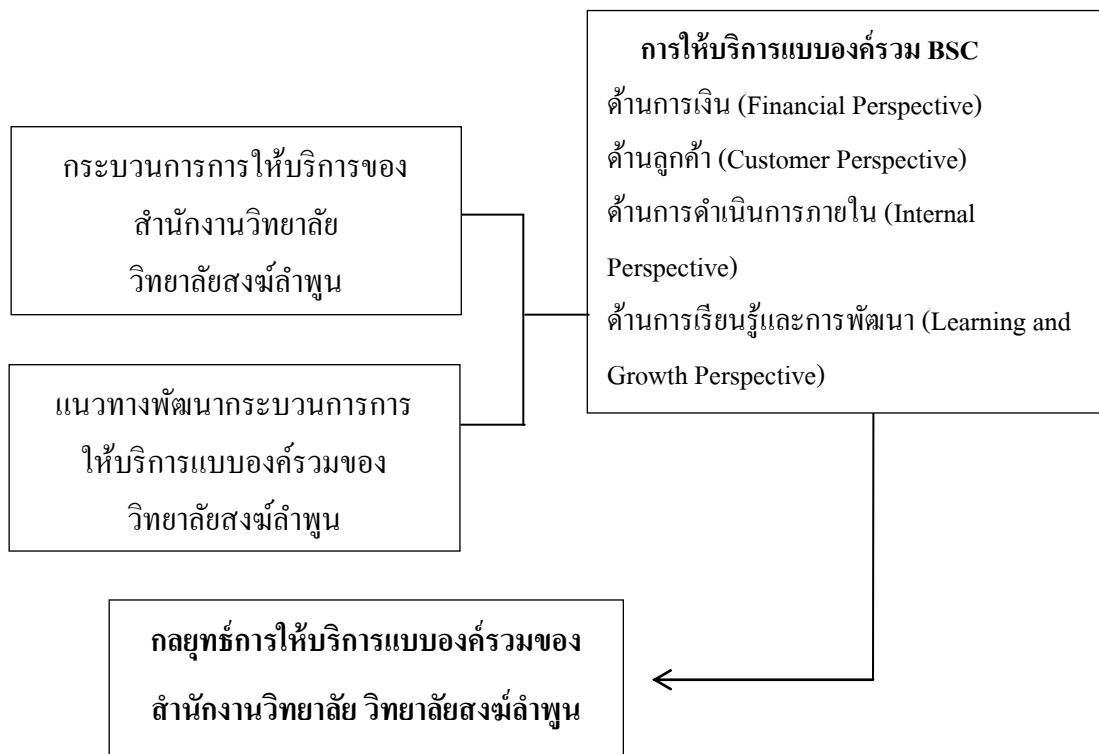 กระบวนการการให้บริการของ
สำนักงานวิทยาลัย
วิทยาลัยสงฆ์ลำพูน
แนวทางพัฒนากระบวนการการ
ให้บริการแบบองค์รวมของ
วิทยาลัยสงฆ์ลำพูน
การให้บริการแบบองค์รวม BSC
ด้านการเงิน (Financial Perspective)
ด้านลูกค้า (Customer Perspective)
ด้านการดำเนินการภายใน (Internal
Perspective)
ด้านการเรียนรู้และการพัฒนา (Learning and
Growth Perspective)
กลยุทธ์การให้บริการแบบองค์รวมของ
สำนักงานวิทยาลัย วิทยาลัยสงฆ์ลำพูน